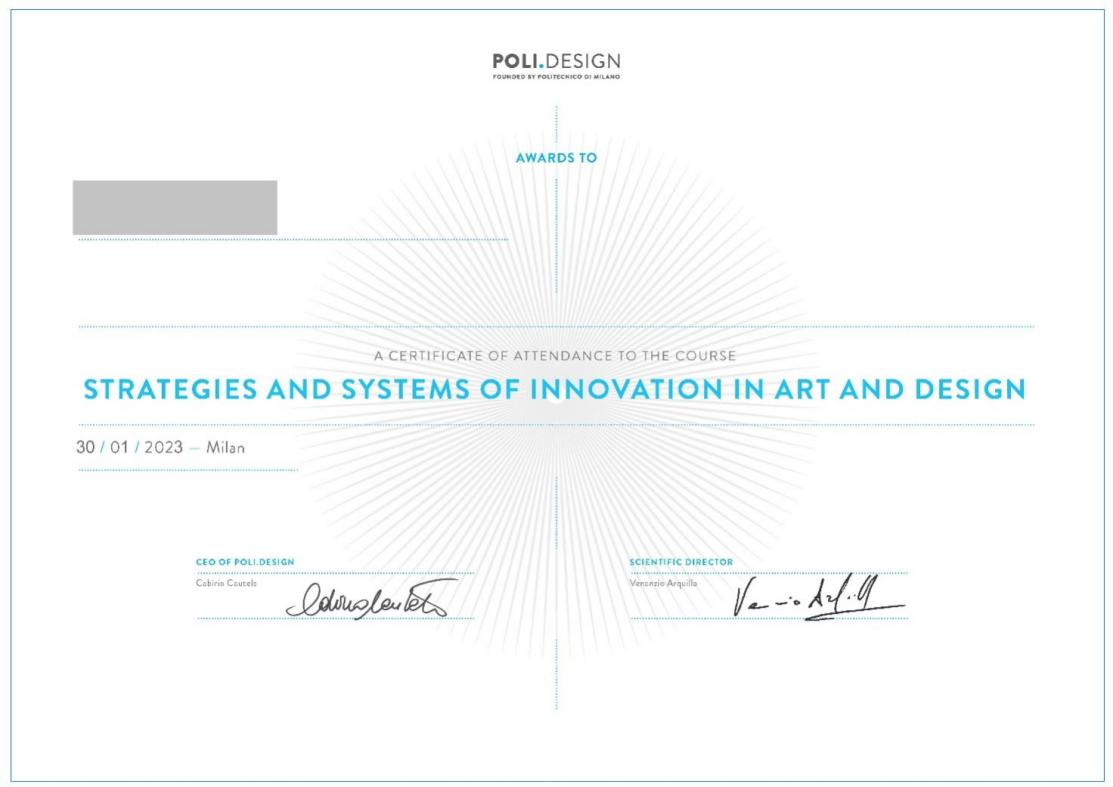 POLI.DESIGN
FOUNDED BY POLITECNICO DI MILANO
AWARDS TO
A CERTIFICATE OF ATTENDANCE TO THE COURSE
STRATEGIES AND SYSTEMS OF INNOVATION IN ART AND DESIGN
30 / 01 / 2023 — Milan
CEO OF POLI.DESIGN
Cabirio Cautela
SCIENTIFIC DIRECTOR
Venanzio Arquilla